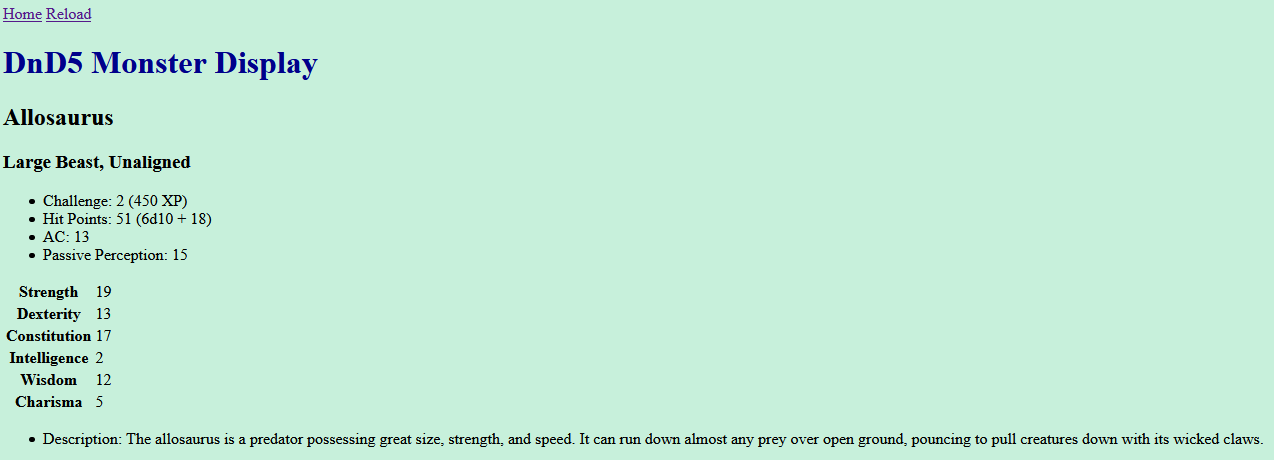 Home Reload
DnD5 Monster Display
Allosaurus
Large Beast, Unaligned
Challenge: 2 (450 XP)
Hit Points: 51 (6d10 + 18)
AC: 13
Passive Perception: 15
Strength 19
Dexterity 13
Constitution 17
Intelligence 2
Wisdom 12
Charisma 5
Description: The allosaurus is a predator possessing great size, strength, and speed. It can run down almost any prey over open ground, pouncing to pull creatures down with its wicked claws.